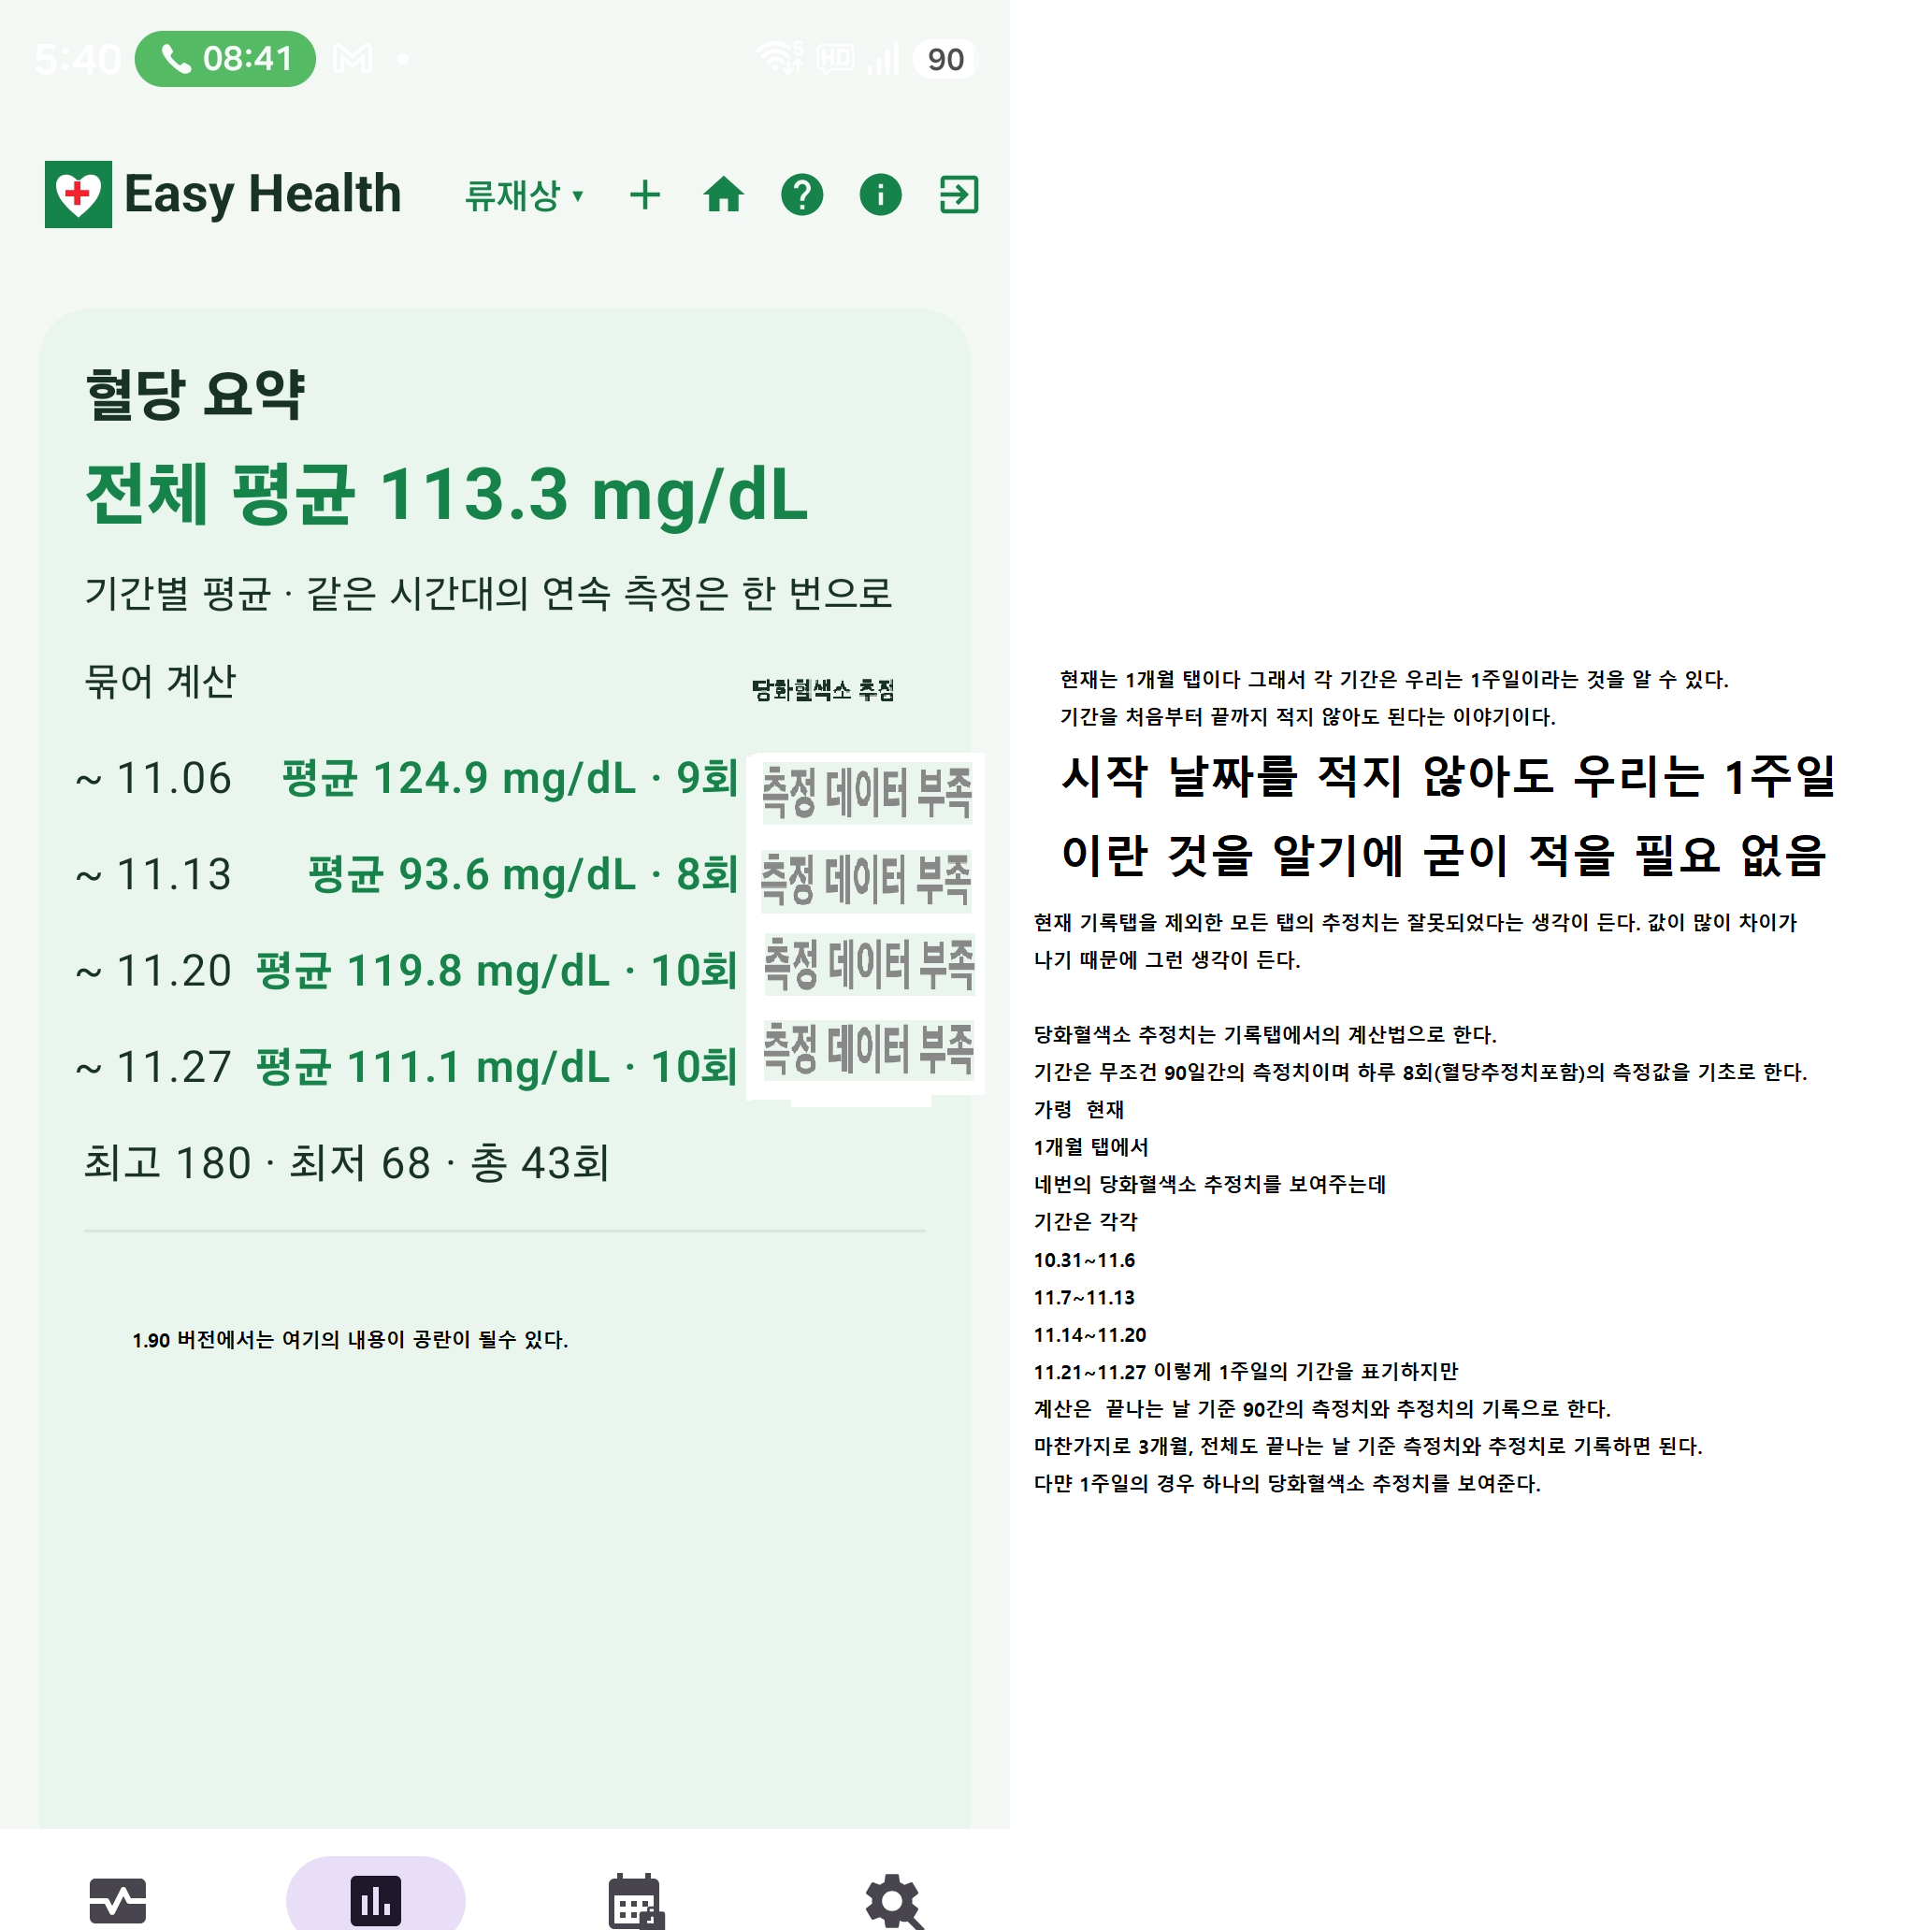 5:40 08:41 5 HD 90
Easy Health 류재상 ▾ + ? i
혈당 요약
전체 평균 113.3 mg/dL
기간별 평균 · 같은 시간대의 연속 측정은 한 번으로
묶어 계산
당화혈색소 추정
~ 11.06 평균 124.9 mg/dL · 9회 측정 데이터 부족
~ 11.13 평균 93.6 mg/dL · 8회 측정 데이터 부족
~ 11.20 평균 119.8 mg/dL · 10회 측정 데이터 부족
~ 11.27 평균 111.1 mg/dL · 10회 측정 데이터 부족
최고 180 · 최저 68 · 총 43회
1.90 버전에서는 여기의 내용이 공란이 될수 있다.
현재는 1개월 탭이다 그래서 각 기간은 우리는 1주일이라는 것을 알 수 있다.
기간을 처음부터 끝까지 적지 않아도 된다는 이야기이다.
시작 날짜를 적지 않아도 우리는 1주일
이란 것을 알기에 굳이 적을 필요 없음
현재 기록탭을 제외한 모든 탭의 추정치는 잘못되었다는 생각이 든다. 값이 많이 차이가
나기 때문에 그런 생각이 든다.
당화혈색소 추정치는 기록탭에서의 계산법으로 한다.
기간은 무조건 90일간의 측정치이며 하루 8회(혈당추정치포함)의 측정값을 기초로 한다.
가령  현재
1개월 탭에서
네번의 당화혈색소 추정치를 보여주는데
기간은 각각
10.31~11.6
11.7~11.13
11.14~11.20
11.21~11.27 이렇게 1주일의 기간을 표기하지만
계산은  끝나는 날 기준 90간의 측정치와 추정치의 기록으로 한다.
마찬가지로 3개월, 전체도 끝나는 날 기준 측정치와 추정치로 기록하면 된다.
다먄 1주일의 경우 하나의 당화혈색소 추정치를 보여준다.